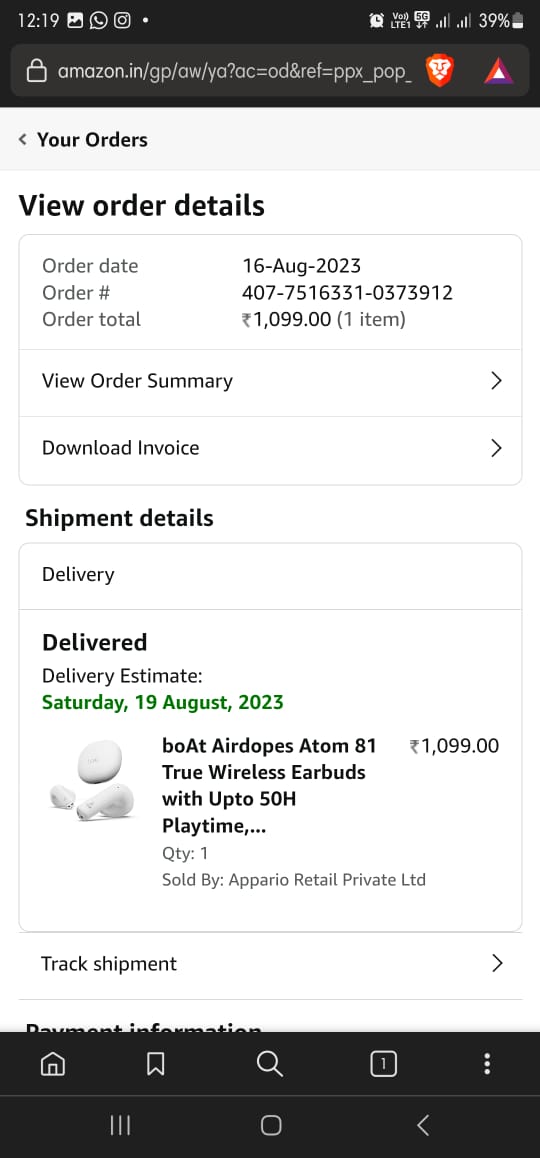 12:19
Vo))
LTE1
5G
39%
amazon.in/gp/aw/ya?ac=od&ref=ppx_pop_
Your Orders
View order details
Order date 16-Aug-2023
Order # 407-7516331-0373912
Order total ₹1,099.00 (1 item)
View Order Summary
Download Invoice
Shipment details
Delivery
Delivered
Delivery Estimate:
Saturday, 19 August, 2023
boAt Airdopes Atom 81 ₹1,099.00
True Wireless Earbuds
with Upto 50H
Playtime,...
Qty: 1
Sold By: Appario Retail Private Ltd
Track shipment
Payment information
1